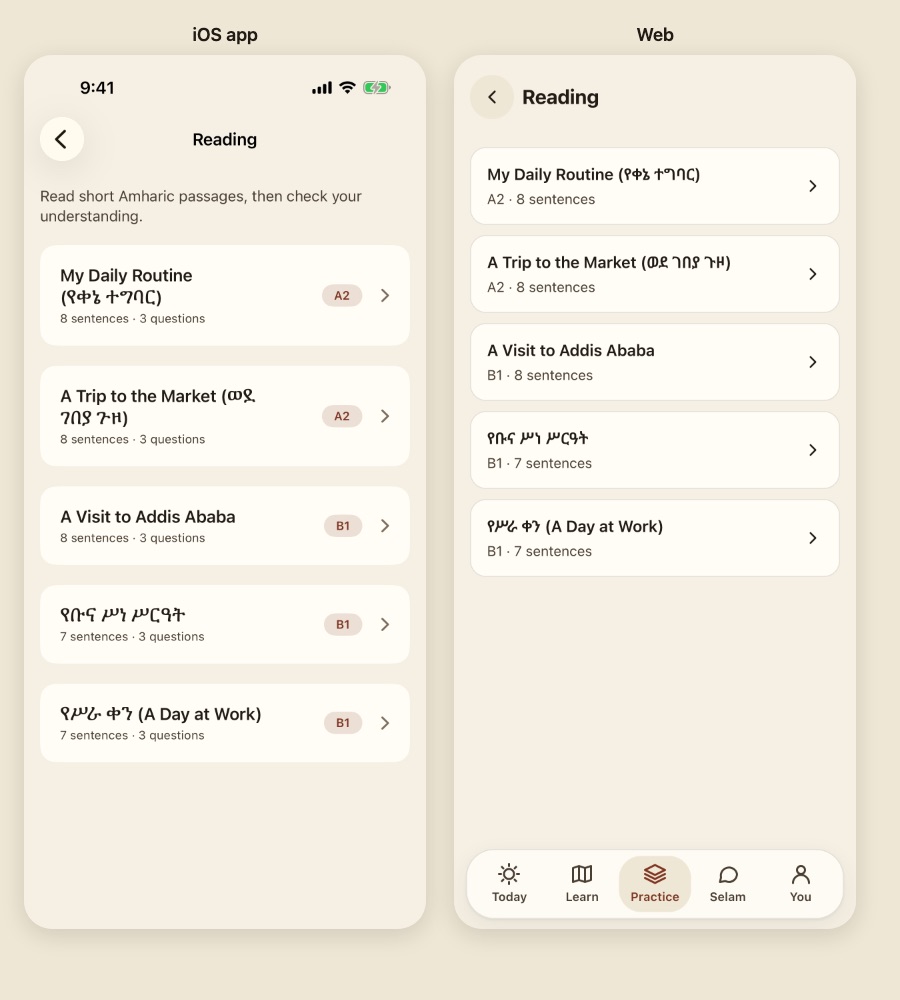 iOS app
9:41
Reading
Read short Amharic passages, then check your
understanding.
My Daily Routine
(የቀኔ ተግባር)
8 sentences · 3 questions
A2
A Trip to the Market (ወደ
ገበያ ጉዞ)
8 sentences · 3 questions
A2
A Visit to Addis Ababa
8 sentences · 3 questions
B1
የቡና ሥነ ሥርዓት
7 sentences · 3 questions
B1
የሥራ ቀን (A Day at Work)
7 sentences · 3 questions
B1
Web
Reading
My Daily Routine (የቀኔ ተግባር)
A2 · 8 sentences
A Trip to the Market (ወደ ገበያ ጉዞ)
A2 · 8 sentences
A Visit to Addis Ababa
B1 · 8 sentences
የቡና ሥነ ሥርዓት
B1 · 7 sentences
የሥራ ቀን (A Day at Work)
B1 · 7 sentences
Today
Learn
Practice
Selam
You